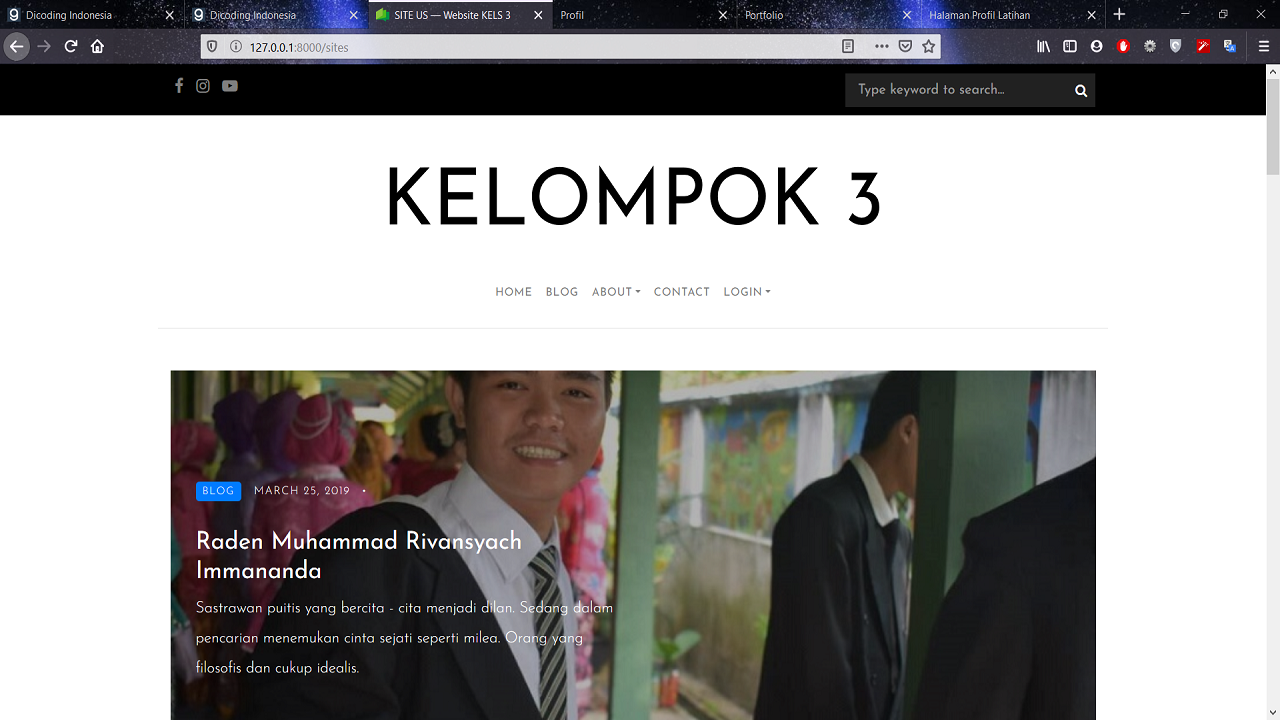 Dicoding Indonesia
Dicoding Indonesia
SITE US — Website KELS 3
Profil
Portfolio
Halaman Profil Latihan
127.0.0.1:8000/sites
Type keyword to search...
KELOMPOK 3
HOME BLOG ABOUT CONTACT LOGIN
BLOG MARCH 25, 2019 •
Raden Muhammad Rivansyach
Immananda
Sastrawan puitis yang bercita - cita menjadi dilan. Sedang dalam
pencarian menemukan cinta sejati seperti milea. Orang yang
filosofis dan cukup idealis.